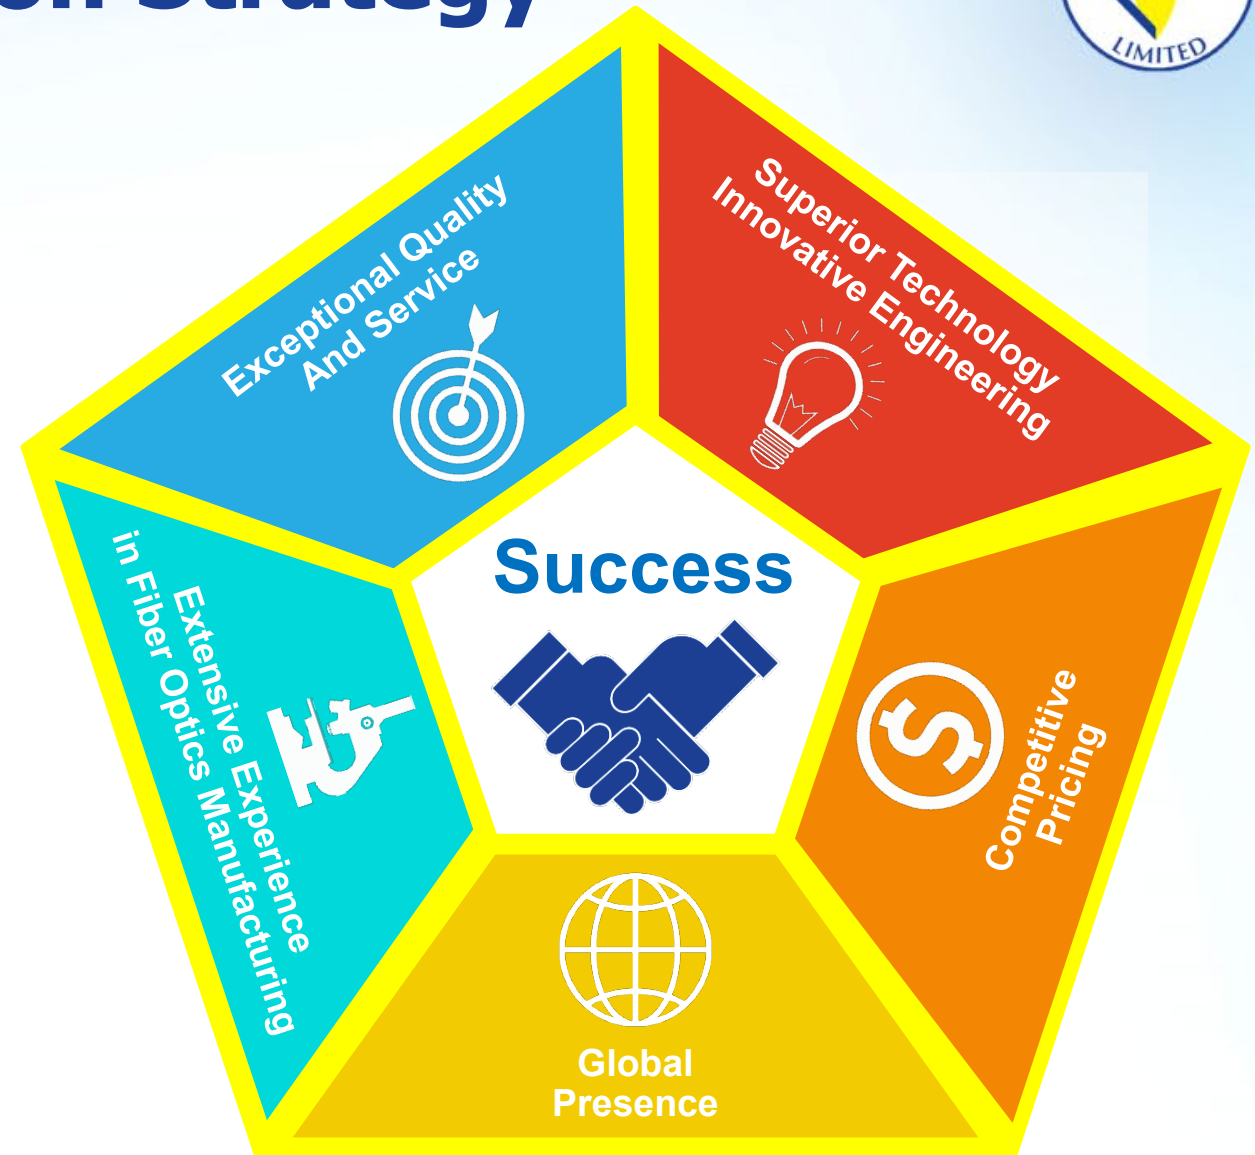 Strategy
LIMITED
Exceptional Quality
And Service
Superior Technology
Innovative Engineering
Extensive Experience
in Fiber Optics Manufacturing
Success
Competitive
Pricing
Global
Presence